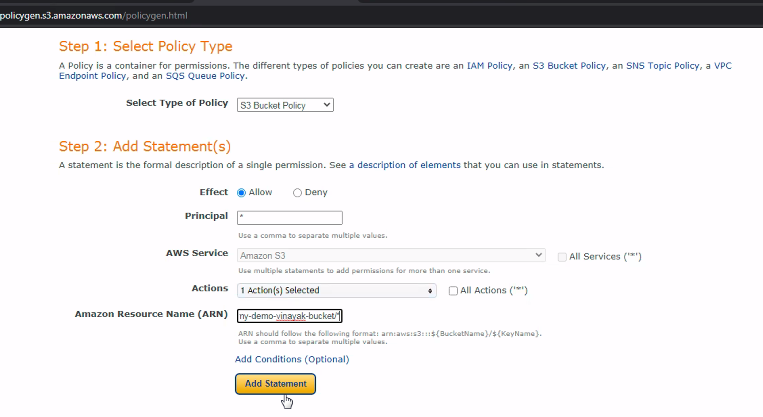 policygen.s3.amazonaws.com/policygen.html
Step 1: Select Policy Type
A Policy is a container for permissions. The different types of policies you can create are an IAM Policy, an S3 Bucket Policy, an SNS Topic Policy, a VPC
Endpoint Policy, and an SQS Queue Policy.
Select Type of Policy S3 Bucket Policy
Step 2: Add Statement(s)
A statement is the formal description of a single permission. See a description of elements that you can use in statements.
Effect Allow Deny
Principal *
Use a comma to separate multiple values.
AWS Service Amazon S3 All Services ('*')
Use multiple statements to add permissions for more than one service.
Actions 1 Action(s) Selected All Actions ('*')
Amazon Resource Name (ARN) ny-demo-vinayak-bucket/*
ARN should follow the following format: arn:aws:s3:::${BucketName}/${KeyName}.
Use a comma to separate multiple values.
Add Conditions (Optional)
Add Statement